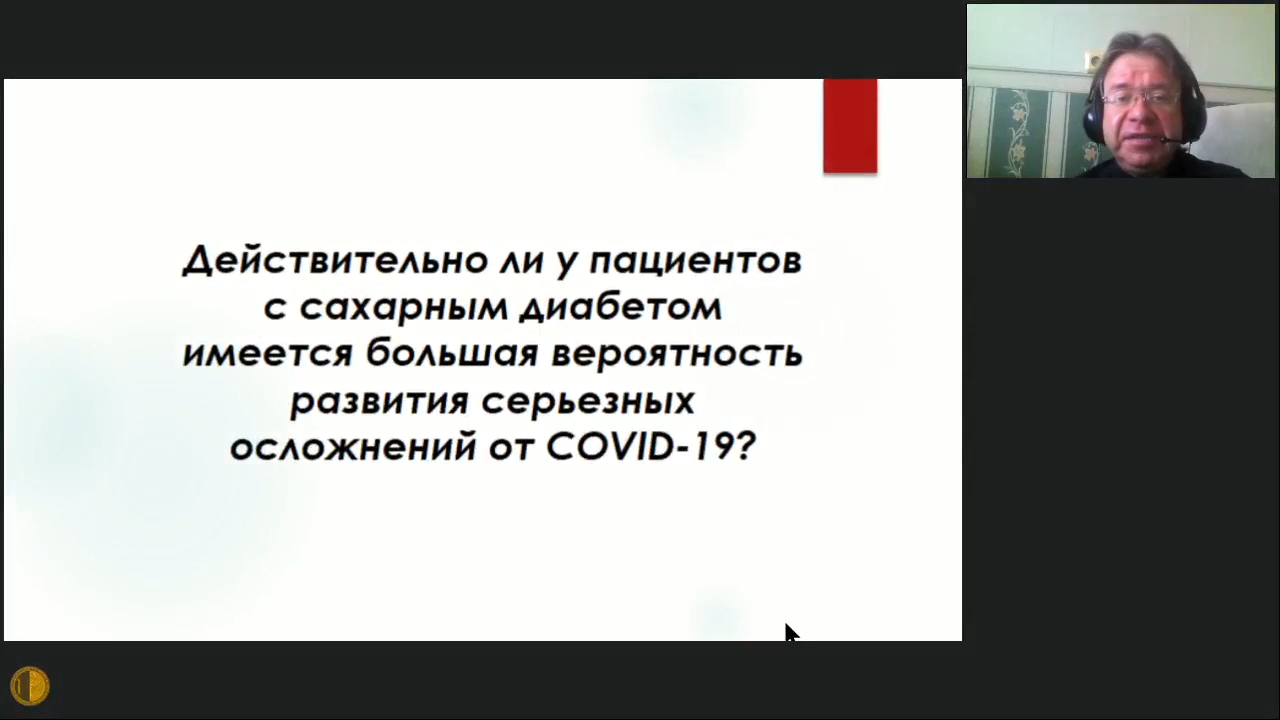 Действительно ли у пациентов
с сахарным диабетом
имеется большая вероятность
развития серьезных
осложнений от COVID-19?